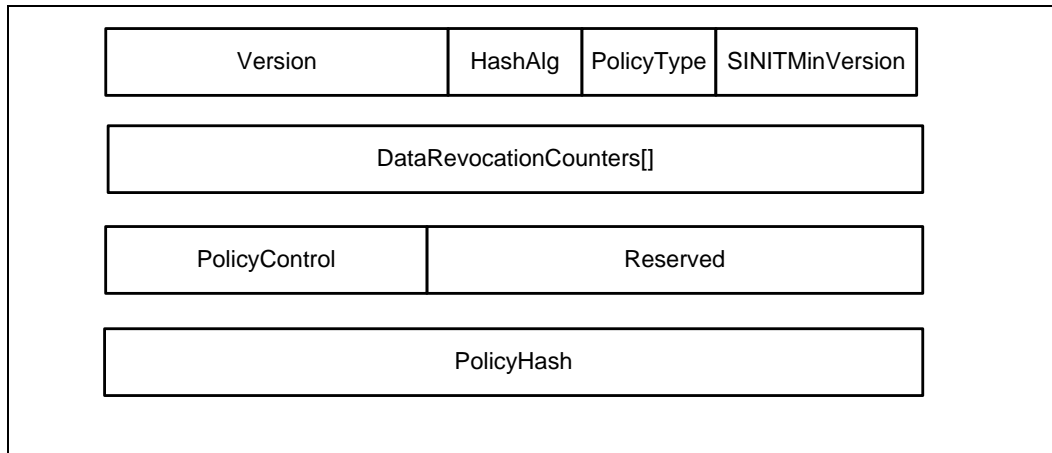 Version HashAlg PolicyType SINITMinVersion
DataRevocationCounters[]
PolicyControl Reserved
PolicyHash